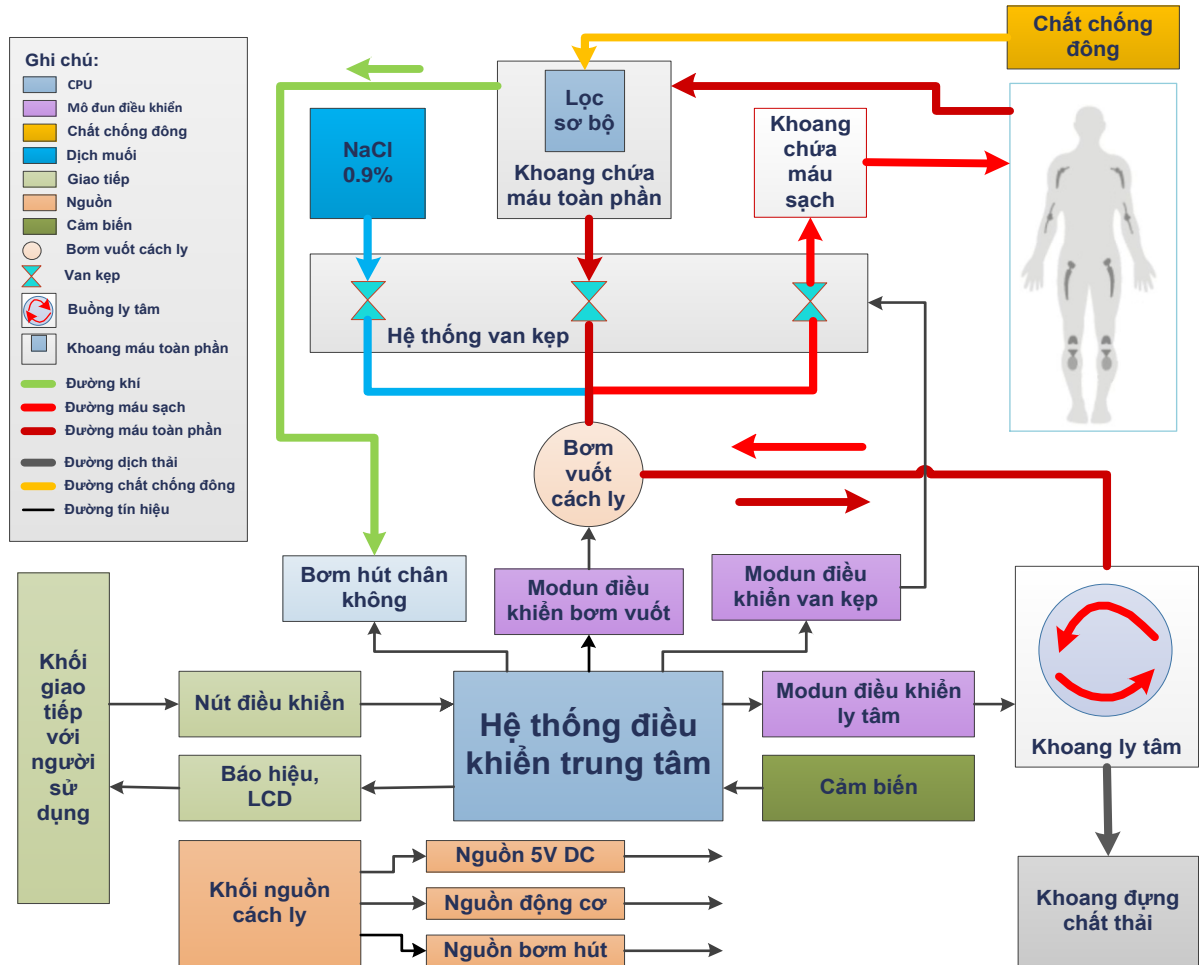 Ghi chú:
CPU
Mô đun điều khiển
Chất chống đông
Dịch muối
Giao tiếp
Nguồn
Cảm biến
Bơm vuốt cách ly
Van kẹp
Buồng ly tâm
Khoang máu toàn phần
Đường khí
Đường máu sạch
Đường máu toàn phần
Đường dịch thải
Đường chất chống đông
Đường tín hiệu
Chất chống
đông
Lọc
sơ bộ
Khoang chứa
máu toàn phần
NaCl
0.9%
Khoang
chứa
máu
sạch
Hệ thống van kẹp
Bơm
vuốt
cách ly
Bơm hút chân
không
Modun điều
khiển bơm vuốt
Modun điều
khiển van kẹp
Khối
giao
tiếp
với
người
sử
dụng
Nút điều khiển
Báo hiệu,
LCD
Hệ thống điều
khiển trung tâm
Modun điều khiển
ly tâm
Cảm biến
Khoang ly tâm
Khoang đựng
chất thải
Khối nguồn
cách ly
Nguồn 5V DC
Nguồn động cơ
Nguồn bơm hút